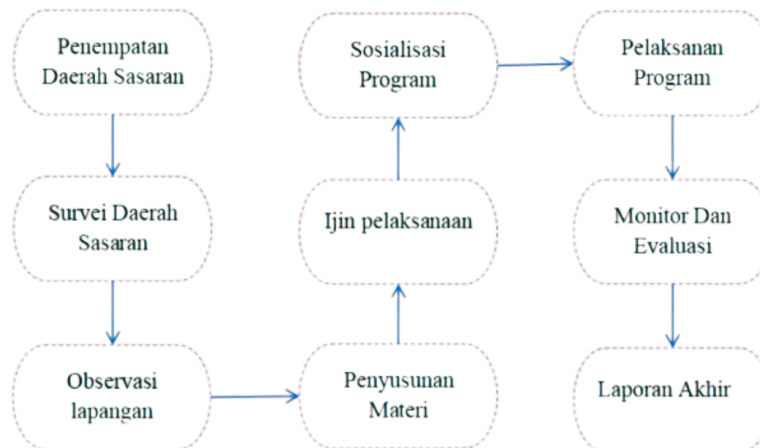 Penempatan
Daerah Sasaran
Survei Daerah
Sasaran
Observasi
lapangan
Penyusunan
Materi
Ijin pelaksanaan
Sosialisasi
Program
Pelaksanan
Program
Monitor Dan
Evaluasi
Laporan Akhir